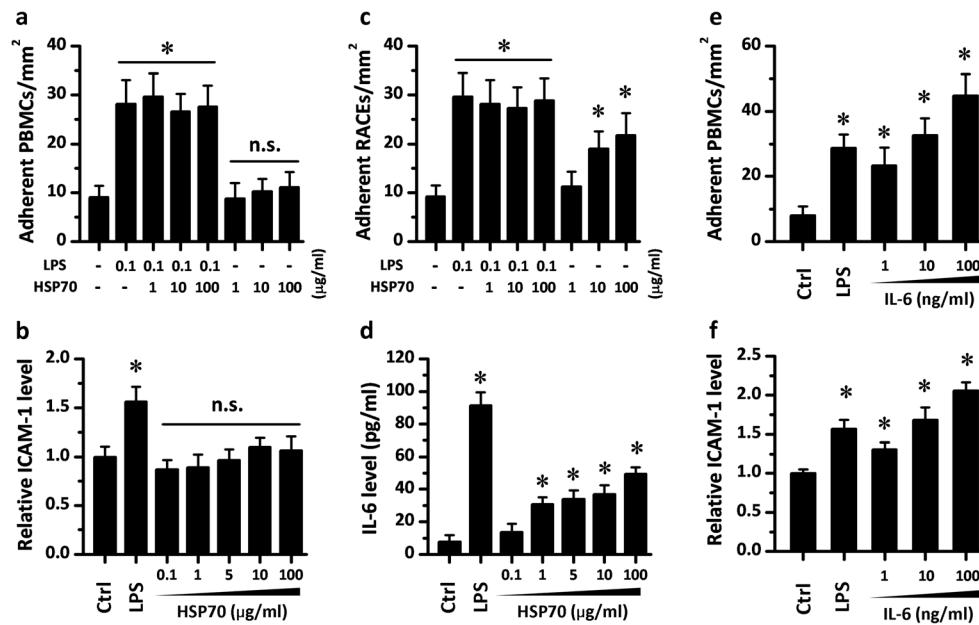 a
Adherent PBMCs/mm²
40
30
20
10
0
*
n.s.
LPS - 0.1 0.1 0.1 0.1 - - -
HSP70 - - 1 10 100 1 10 100
(μg/ml)
c
Adherent RACEs/mm²
40
30
20
10
0
*
* *
LPS - 0.1 0.1 0.1 0.1 - - -
HSP70 - - 1 10 100 1 10 100
(μg/ml)
e
Adherent PBMCs/mm²
60
40
20
0
* * * *
Ctrl LPS 1 10 100
IL-6 (ng/ml)
b
Relative ICAM-1 level
2.0
1.5
1.0
0.5
0.0
*
n.s.
Ctrl LPS 0.1 1 5 10 100
HSP70 (μg/ml)
d
IL-6 level (pg/ml)
120
100
80
60
40
20
0
* * * * *
Ctrl LPS 0.1 1 5 10 100
HSP70 (μg/ml)
f
Relative ICAM-1 level
2.5
2.0
1.5
1.0
0.5
0.0
* * * *
Ctrl LPS 1 10 100
IL-6 (ng/ml)